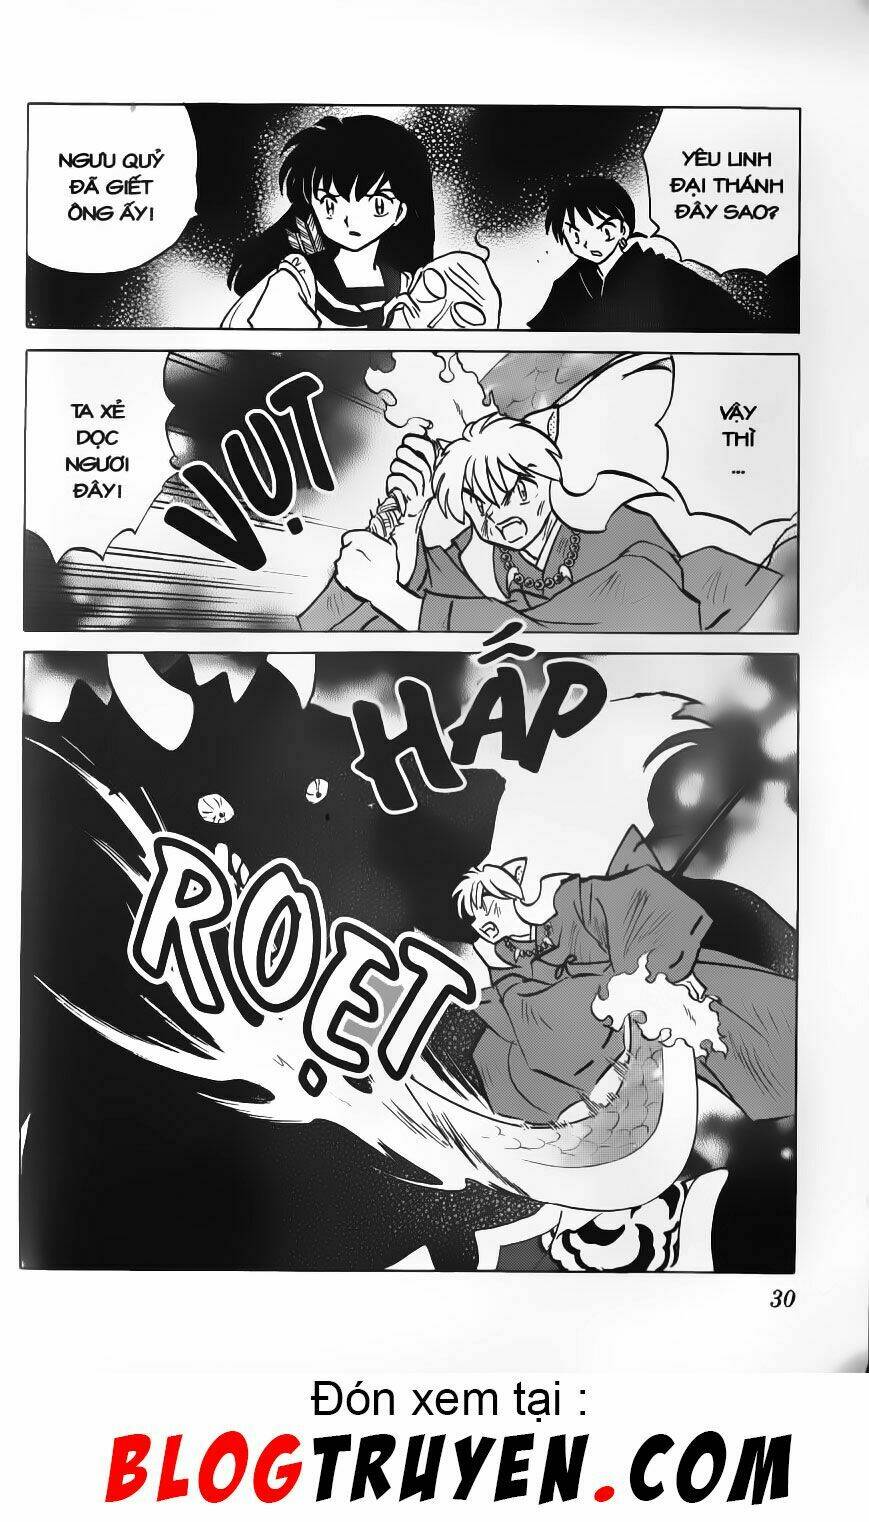 YÊU LINH
ĐẠI THÁNH
ĐÂY SAO?
NGƯU QUỶ
ĐÃ GIẾT
ÔNG ẤY!
VẬY
THÌ
...
VỤT
TA XẺ
DỌC
NGƯƠI
ĐÂY!
HẤP
ROẸT
30
Đón xem tại :
BLOGTRUYEN.COM